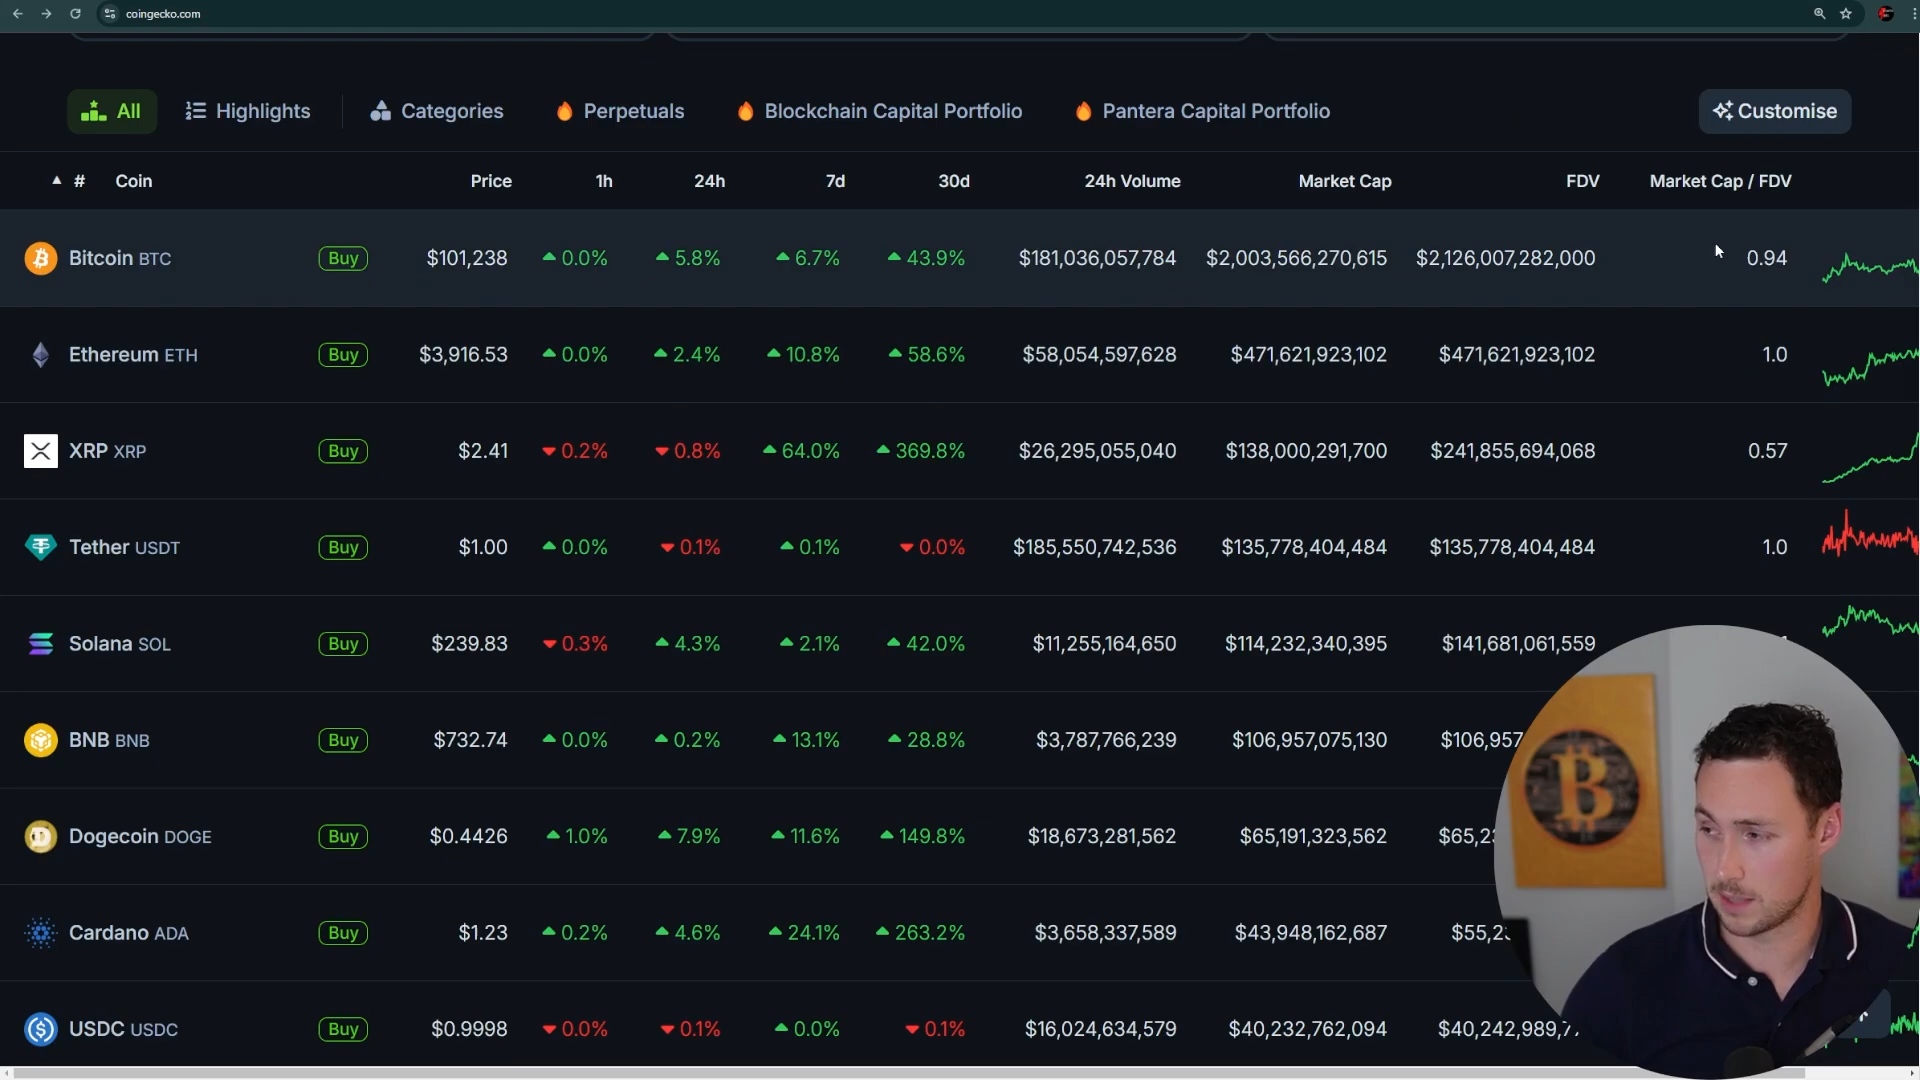 coingecko.com
All Highlights Categories Perpetuals Blockchain Capital Portfolio Pantera Capital Portfolio Customise
# Coin Price 1h 24h 7d 30d 24h Volume Market Cap FDV Market Cap / FDV
Bitcoin BTC Buy $101,238 0.0% 5.8% 6.7% 43.9% $181,036,057,784 $2,003,566,270,615 $2,126,007,282,000 0.94
Ethereum ETH Buy $3,916.53 0.0% 2.4% 10.8% 58.6% $58,054,597,628 $471,621,923,102 $471,621,923,102 1.0
XRP XRP Buy $2.41 0.2% 0.8% 64.0% 369.8% $26,295,055,040 $138,000,291,700 $241,855,694,068 0.57
Tether USDT Buy $1.00 0.0% 0.1% 0.1% 0.0% $185,550,742,536 $135,778,404,484 $135,778,404,484 1.0
Solana SOL Buy $239.83 0.3% 4.3% 2.1% 42.0% $11,255,164,650 $114,232,340,395 $141,681,061,559
BNB BNB Buy $732.74 0.0% 0.2% 13.1% 28.8% $3,787,766,239 $106,957,075,130 $106,957
Dogecoin DOGE Buy $0.4426 1.0% 7.9% 11.6% 149.8% $18,673,281,562 $65,191,323,562
Cardano ADA Buy $1.23 0.2% 4.6% 24.1% 263.2% $3,658,337,589 $43,948,162,687
USDC USDC Buy $0.9998 0.0% 0.1% 0.0% 0.1% $16,024,634,579 $40,232,762,094